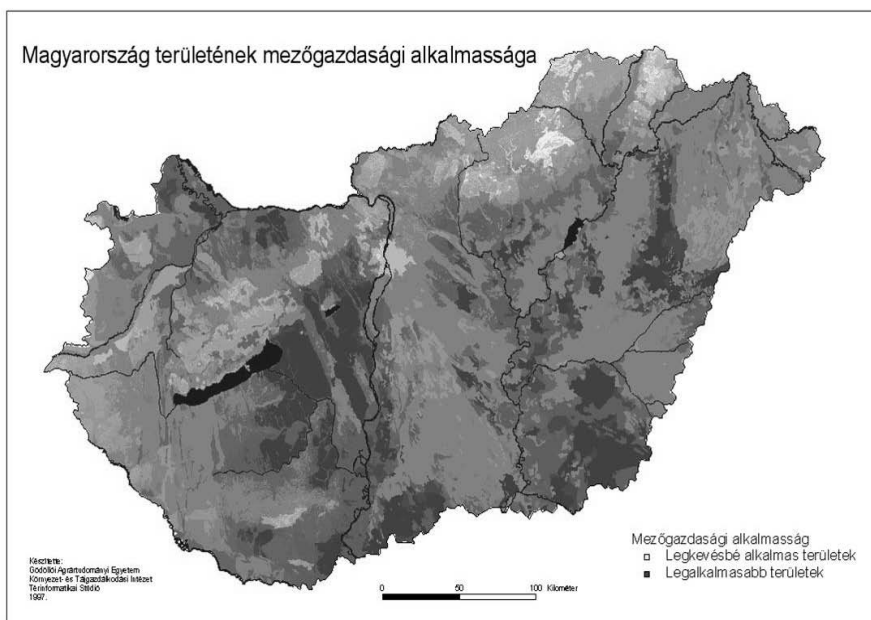 Magyarország területének mezőgazdasági alkalmassága
Mezőgazdasági alkalmasság
Legkevésbé alkalmas területek
Legalkalmasabb területek
Készítette:
Gödöllői Agrártudományi Egyetem
Környezet- és Tájgazdálkodási Intézet
Térinformatikai Stúdió
1997.
0 50 100 Kilométer